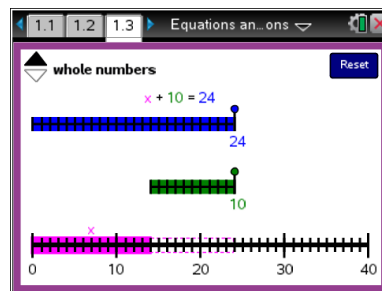 1.1 1.2 1.3 Equations an...ons
whole numbers
Reset
x + 10 = 24
24
10
x
0 10 20 30 40